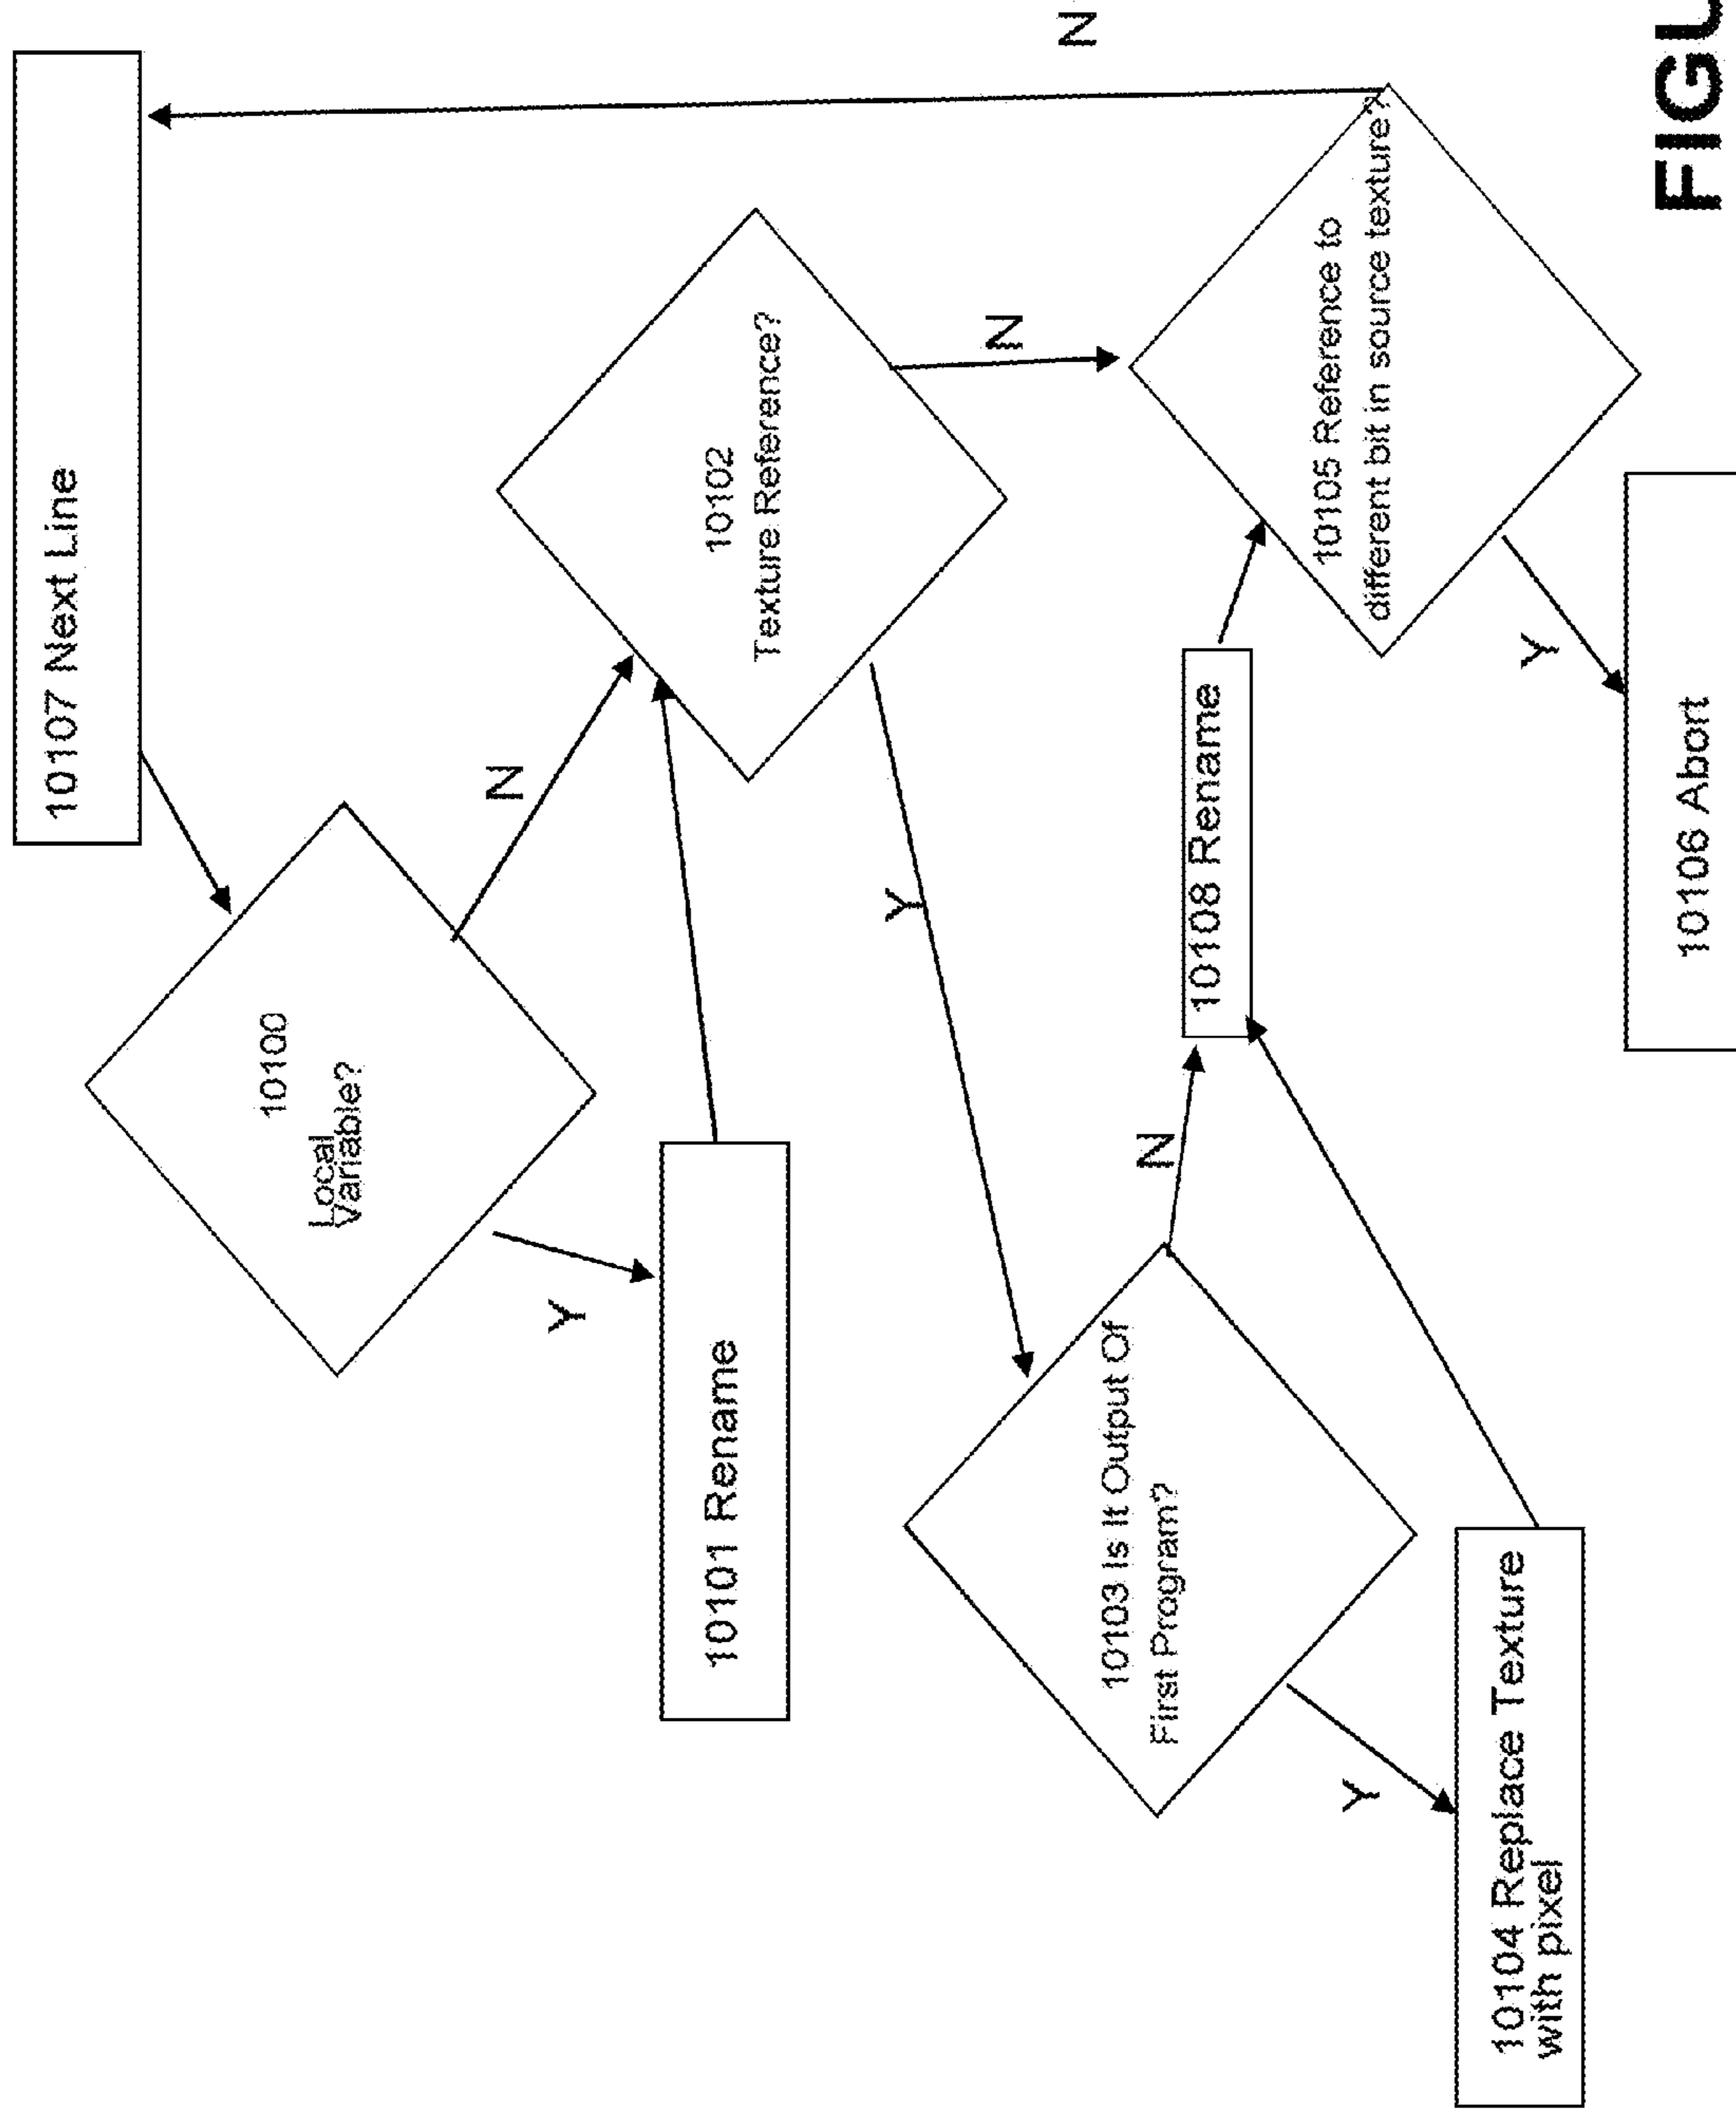 10107 Next Line
10100
Local
Variable?
N
Y
10101 Rename
10102
Texture Reference?
Y
N
10103 Is It Output Of
First Program?
N
Y
10104 Replace Texture
with pixel
10108 Rename
10105 Reference to
different bit in source texture?
N
Y
10106 Abort